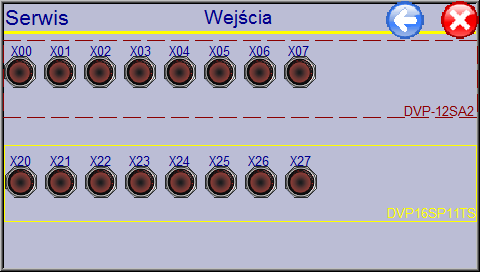 Serwis
Wejścia
X00 X01 X02 X03 X04 X05 X06 X07
DVP-12SA2
X20 X21 X22 X23 X24 X25 X26 X27
DVP16SP11TS